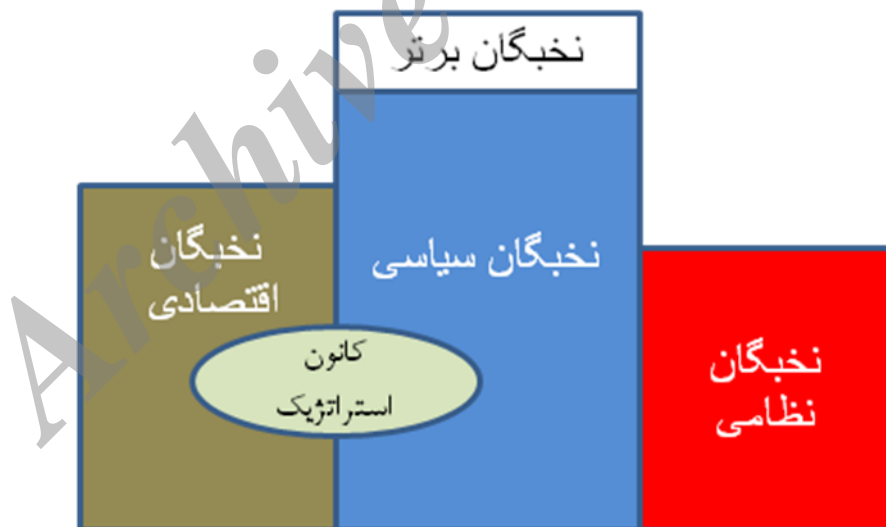 نخبگان برتر
نخبگان سیاسی
نخبگان
نظامی
نخبگان
اقتصادی
کانون
استراتژیک
Archive